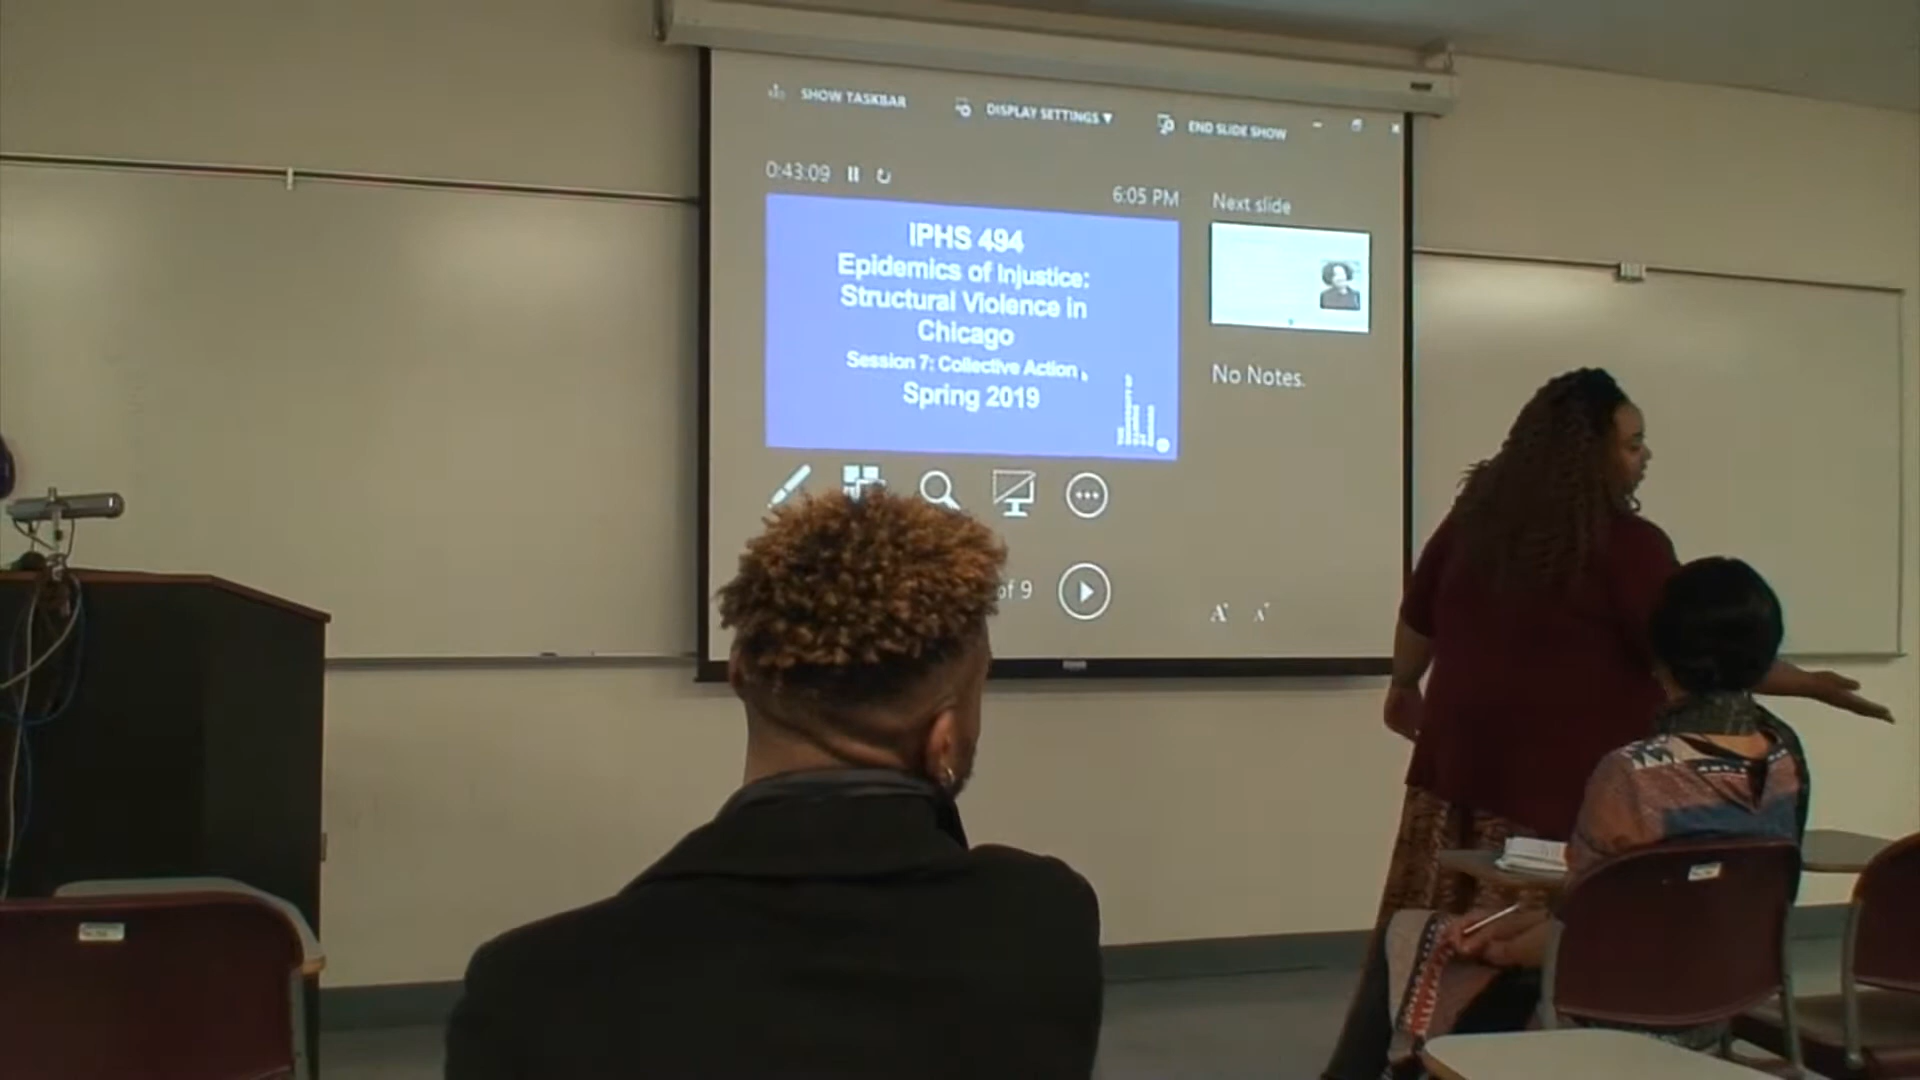 SHOW TASKBAR
DISPLAY SETTINGS ▼
END SLIDE SHOW
0:43:09
6:05 PM
Next slide
IPHS 494
Epidemics of Injustice:
Structural Violence in
Chicago
Session 7: Collective Action
Spring 2019
No Notes.
of 9
A A